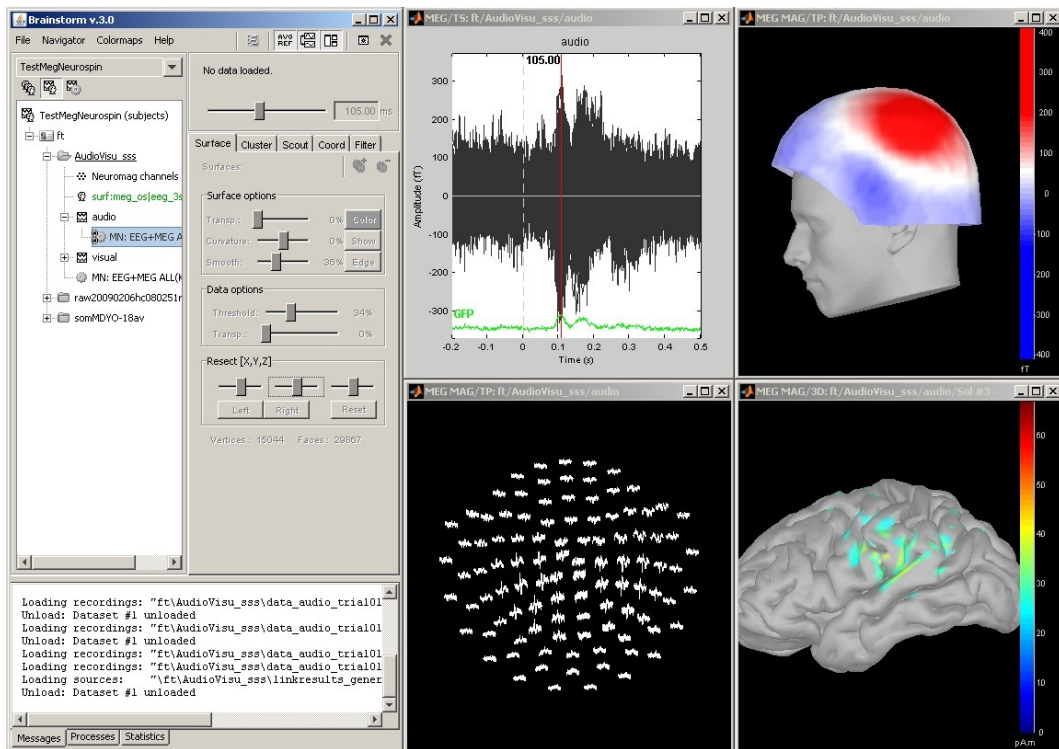 Brainstorm v.3.0
File Navigator Colormaps Help
AVG REF
TestMegNeurospin
TestMegNeurospin (subjects)
ft
AudioVisu_sss
Neuromag channels
surf:meg_os|eeg_3s
audio
MN: EEG+MEG A
visual
MN: EEG+MEG ALL(K
raw20090206hc080251r
somMDYO-18av
No data loaded.
105.00 ms
Surface Cluster Scout Coord Filter
Surfaces:
Surface options
Transp.: 0% Color
Curvature: 0% Show
Smooth: 36% Edge
Data options
Threshold: 34%
Transp.: 0%
Resect [X,Y,Z]
Left Right Reset
Vertices : 15044 Faces : 29867
Loading recordings: "ft\AudioVisu_sss\data_audio_trial01
Unload: Dataset #1 unloaded
Loading recordings: "ft\AudioVisu_sss\data_audio_trial01
Unload: Dataset #1 unloaded
Loading recordings: "ft\AudioVisu_sss\data_audio_trial01
Loading recordings: "ft\AudioVisu_sss\data_audio_trial01
Loading sources: "\ft\AudioVisu_sss\linkresults_gener
Unload: Dataset #1 unloaded
Messages Processes Statistics
MEG/TS: ft/AudioVisu_sss/audio
audio
105.00
300
200
100
0
-100
-200
-300
Amplitude (fT)
GFP
-0.2 -0.1 0 0.1 0.2 0.3 0.4 0.5
Time (s)
MEG MAG/TP: ft/AudioVisu_sss/audio
400
300
200
100
0
-100
-200
-300
-400
fT
MEG MAG/TP: ft/AudioVisu_sss/audio
MEG MAG/3D: ft/AudioVisu_sss/audio/Sol #3
60
50
40
30
20
10
0
pA.m